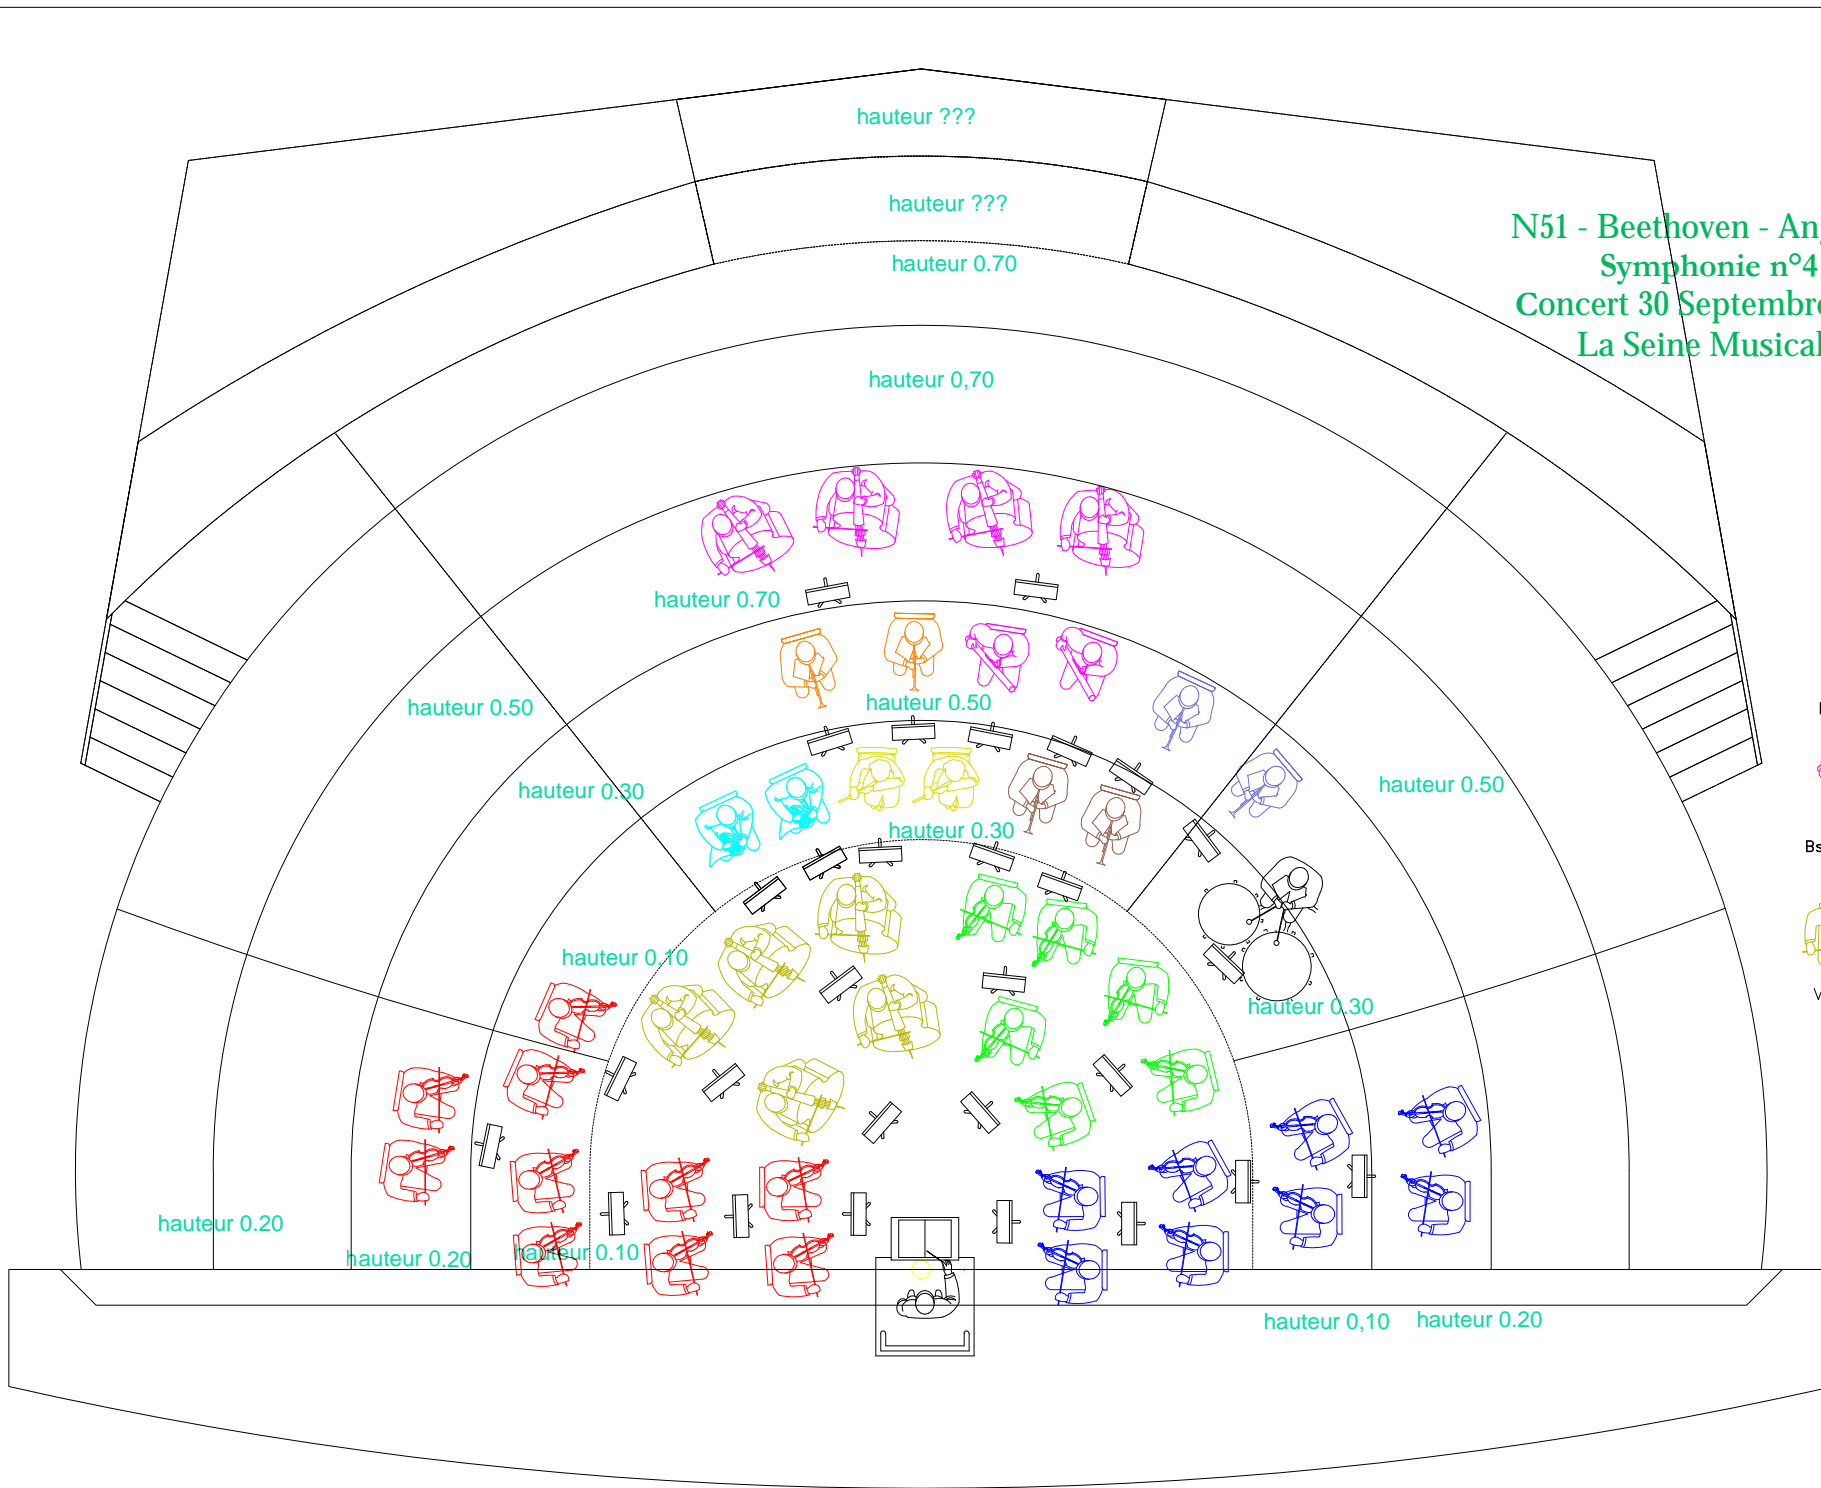 hauteur ???
hauteur ???
N51 - Beethoven - An
Symphonie n°4
hauteur 0.70
Concert 30 Septembre
La Seine Musical
hauteur 0,70
hauteur 0.70
hauteur 0.50
hauteur 0.50
hauteur 0.50
hauteur 0.30
hauteur 0.30
Bs
hauteur 0,10
V
hauteur 0.30
hauteur 0.20
hauteur 0.20
hauteur 0.10
hauteur 0,10
hauteur 0.20